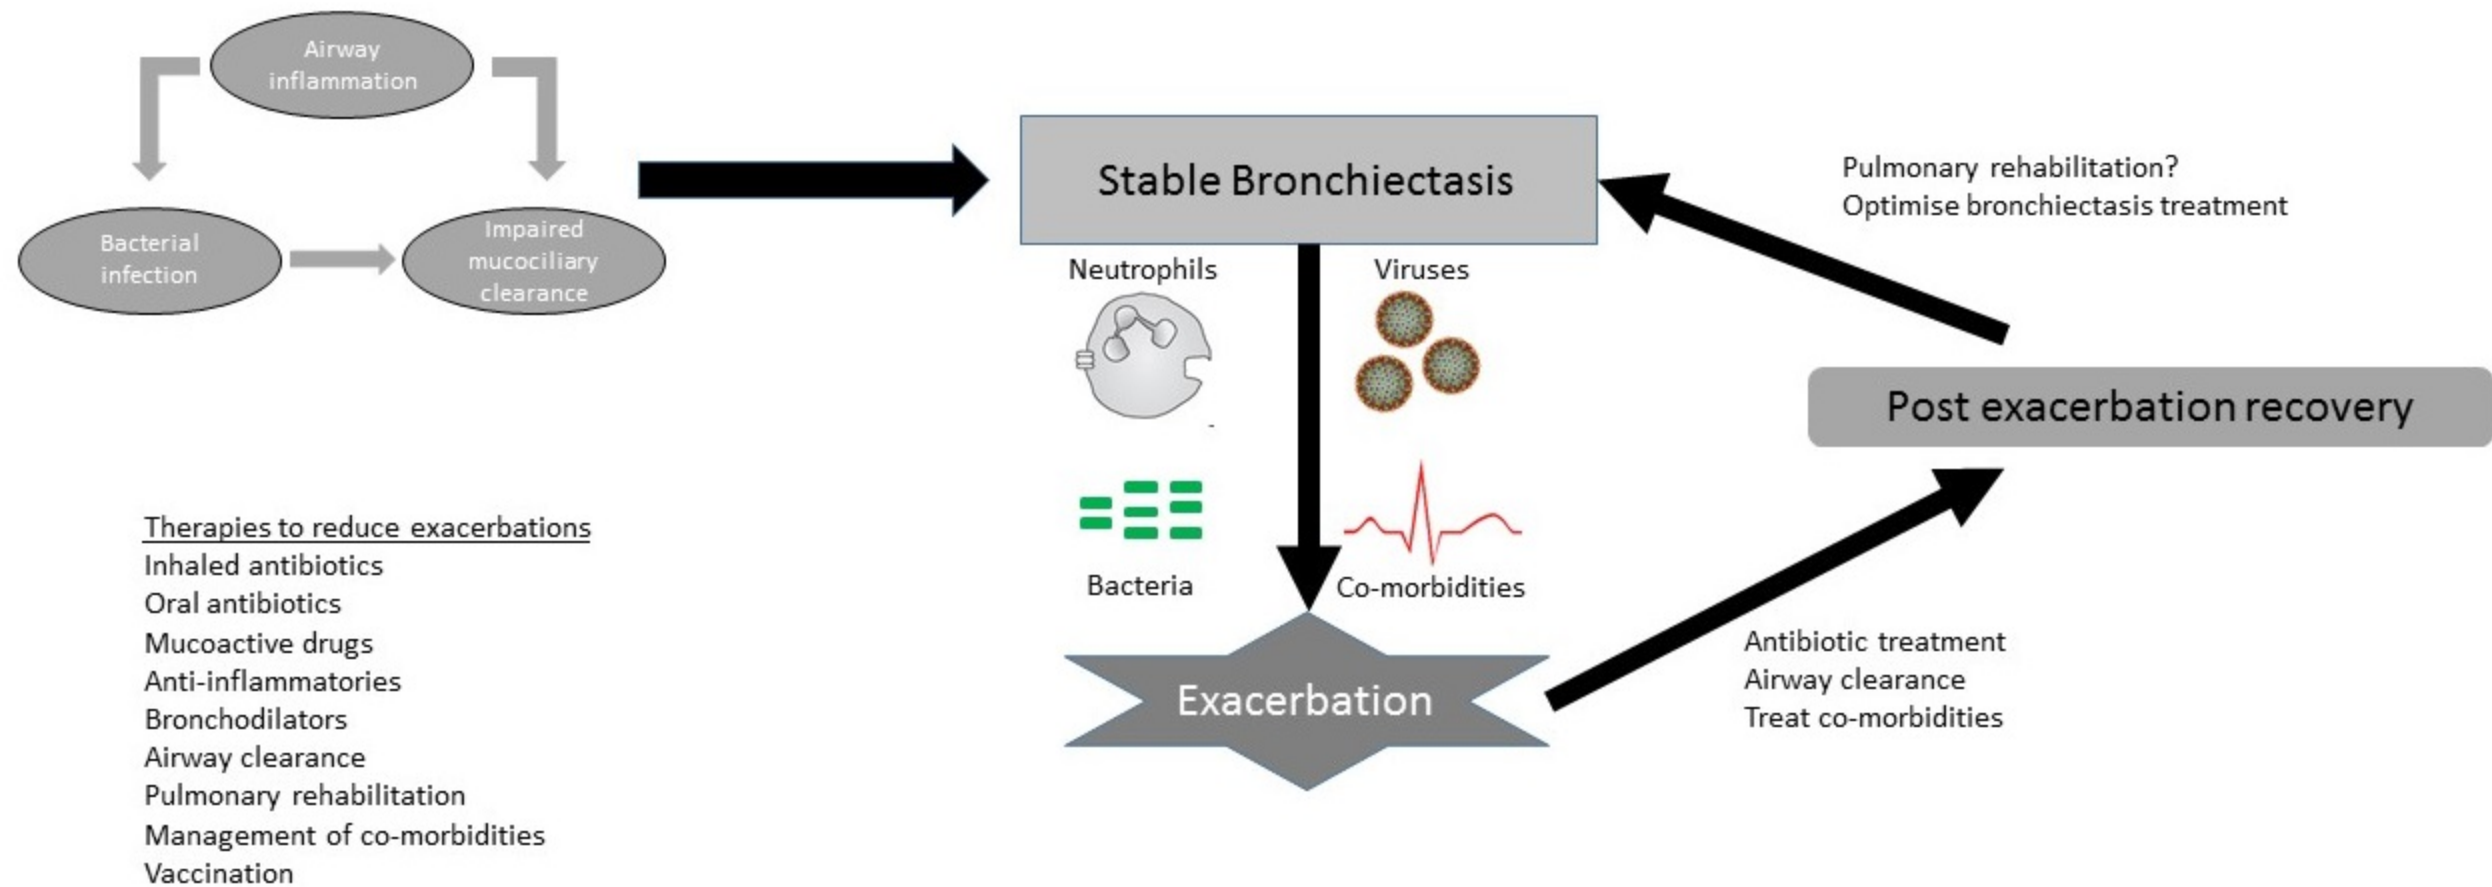 Airway
inflammation
Bacterial
infection
Impaired
mucociliary
clearance
Stable Bronchiectasis
Neutrophils
Viruses
Bacteria
Co-morbidities
Exacerbation
Antibiotic treatment
Airway clearance
Treat co-morbidities
Post exacerbation recovery
Pulmonary rehabilitation?
Optimise bronchiectasis treatment
Therapies to reduce exacerbations
Inhaled antibiotics
Oral antibiotics
Mucoactive drugs
Anti-inflammatories
Bronchodilators
Airway clearance
Pulmonary rehabilitation
Management of co-morbidities
Vaccination